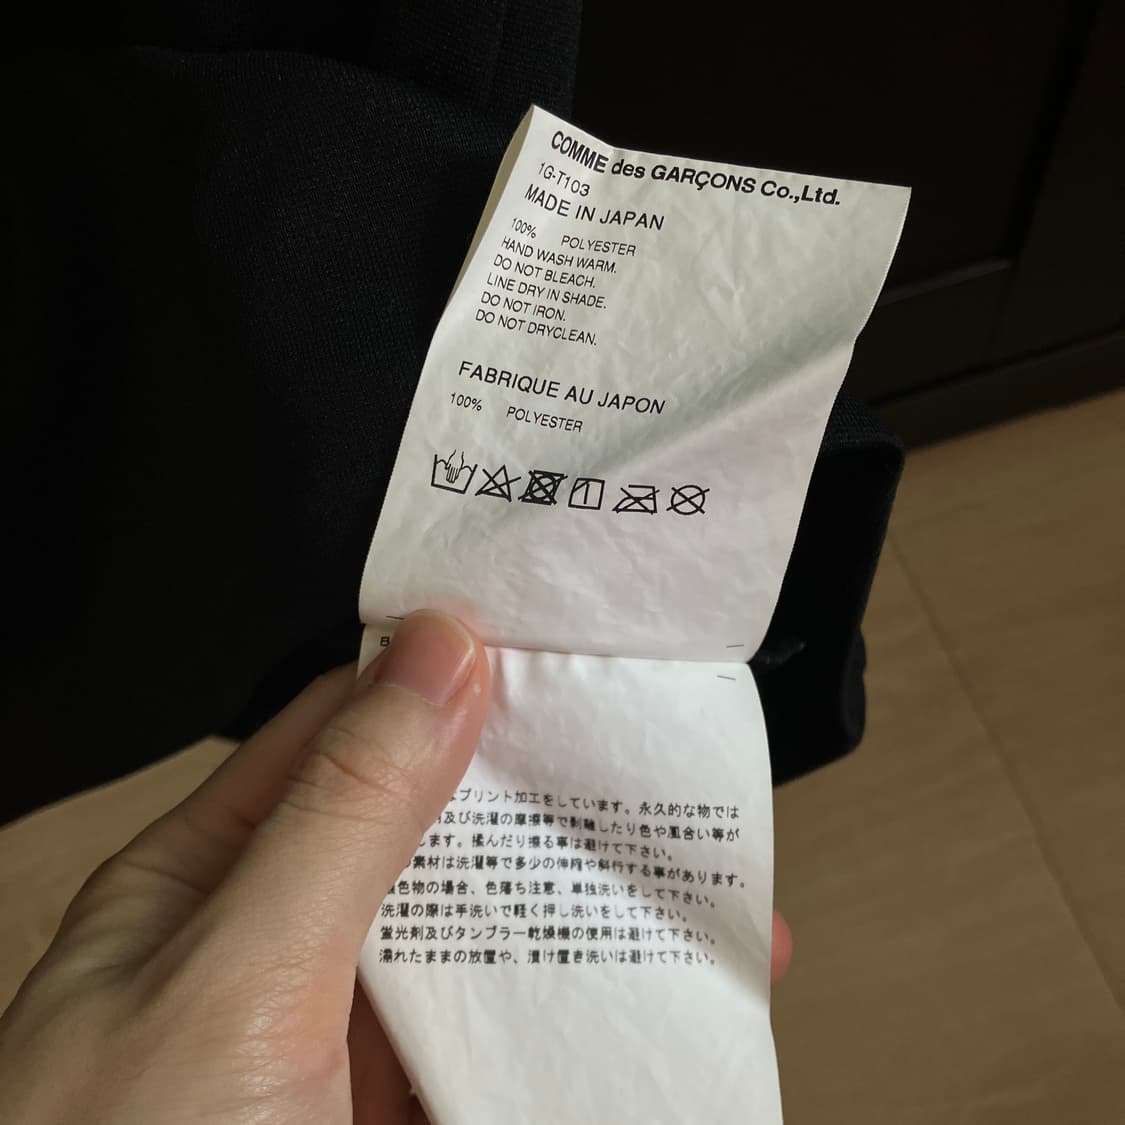 COMME des GARÇONS Co.,Ltd.
1G-T103
MADE IN JAPAN
100% POLYESTER
HAND WASH WARM.
DO NOT BLEACH.
LINE DRY IN SHADE.
DO NOT IRON.
DO NOT DRYCLEAN.
FABRIQUE AU JAPON
100% POLYESTER
プリント加工をしています。永久的な物では
及び洗濯の摩擦等で剥離したり色や風合い等が
します。揉んだり擦る事は避けて下さい。
素材は洗濯等で多少の伸縮や斜行する事があります。
色物の場合、色落ち注意、単独洗いをして下さい。
洗濯の際は手洗いで軽く押し洗いをして下さい。
蛍光剤及びタンブラー乾燥機の使用は避けて下さい。
濡れたままの放置や、漬け置き洗いは避けて下さい。